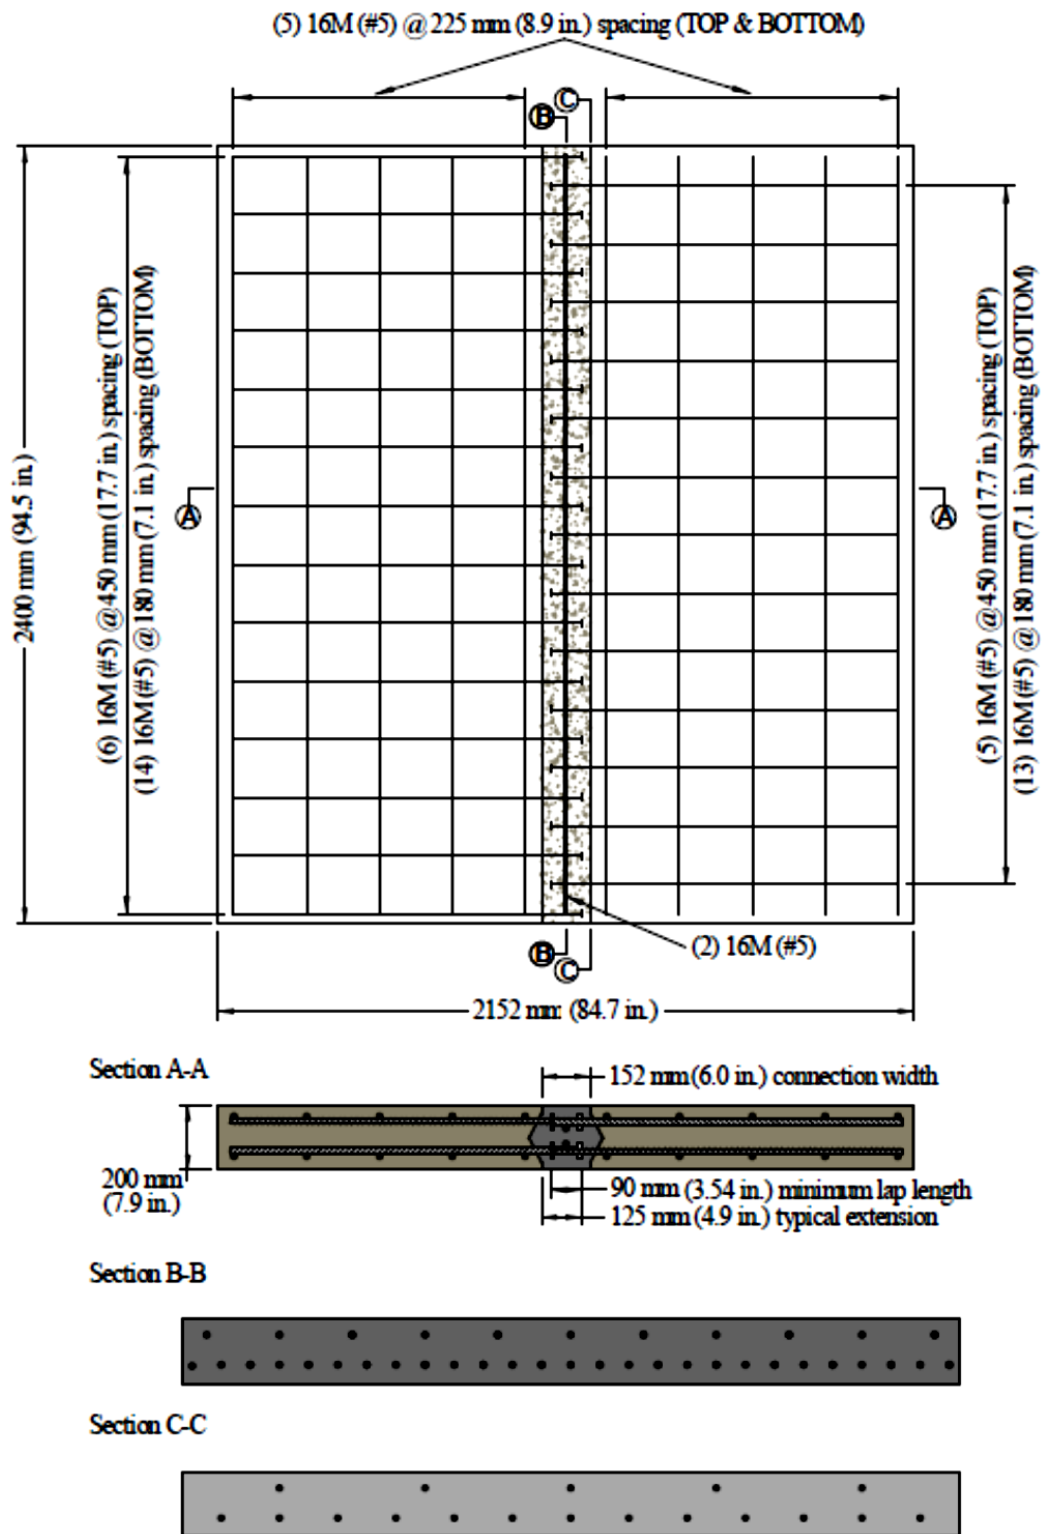 (5) 16M (#5) @ 225 mm (8.9 in.) spacing (TOP & BOTTOM)
C
B
2400 mm (94.5 in.)
(6) 16M (#5) @ 450 mm (17.7 in.) spacing (TOP)
(14) 16M (#5) @ 180 mm (7.1 in.) spacing (BOTTOM)
A
A
(5) 16M (#5) @ 450 mm (17.7 in.) spacing (TOP)
(13) 16M (#5) @ 180 mm (7.1 in.) spacing (BOTTOM)
B
C
(2) 16M (#5)
2152 mm (84.7 in.)
Section A-A
152 mm (6.0 in.) connection width
200 mm
(7.9 in.)
90 mm (3.54 in.) minimum lap length
125 mm (4.9 in.) typical extension
Section B-B
Section C-C